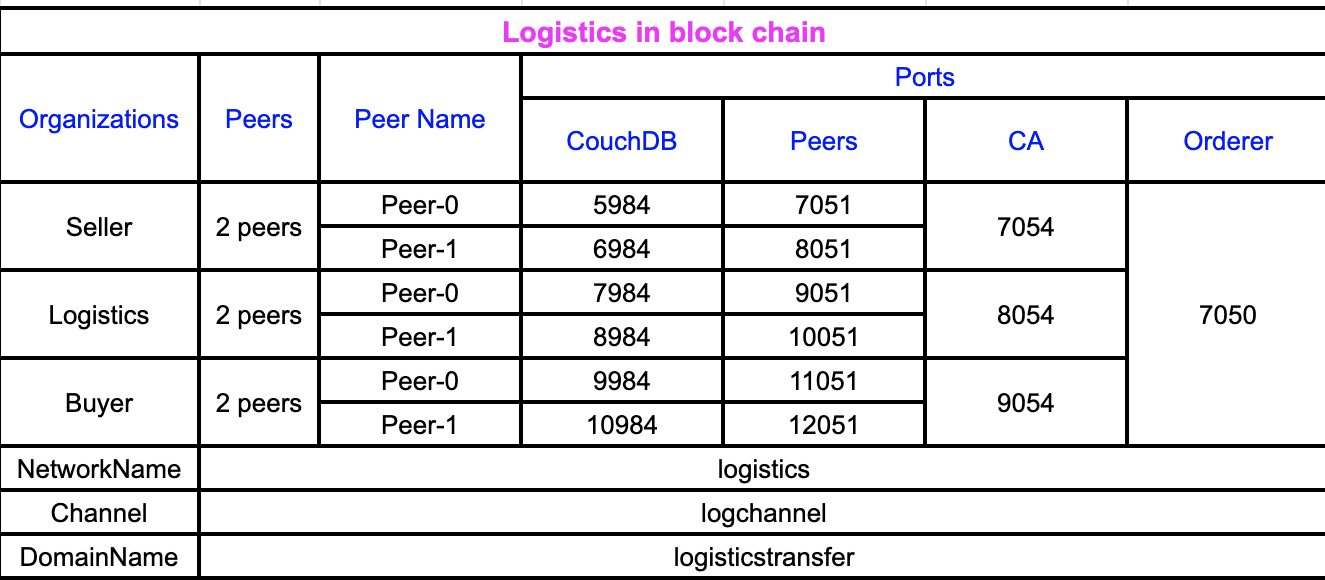 Logistics in block chain
Organizations Peers Peer Name Ports
CouchDB Peers CA Orderer
Seller 2 peers Peer-0 5984 7051 7054 7050
Peer-1 6984 8051
Logistics 2 peers Peer-0 7984 9051 8054
Peer-1 8984 10051
Buyer 2 peers Peer-0 9984 11051 9054
Peer-1 10984 12051
NetworkName logistics
Channel logchannel
DomainName logisticstransfer